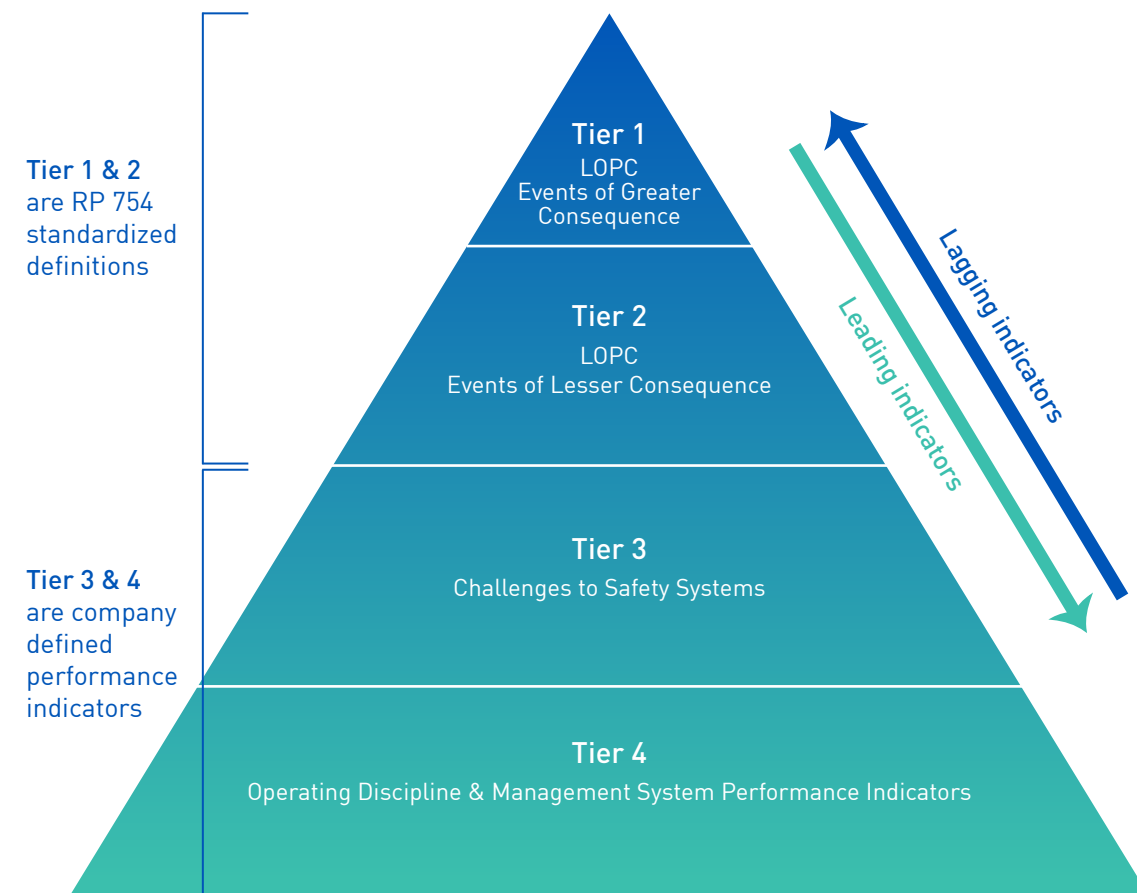 Tier 1 & 2
are RP 754
standardized
definitions
Tier 3 & 4
are company
defined
performance
indicators
Tier 1
LOPC
Events of Greater
Consequence
Tier 2
LOPC
Events of Lesser Consequence
Tier 3
Challenges to Safety Systems
Tier 4
Operating Discipline & Management System Performance Indicators
Leading indicators
Lagging indicators